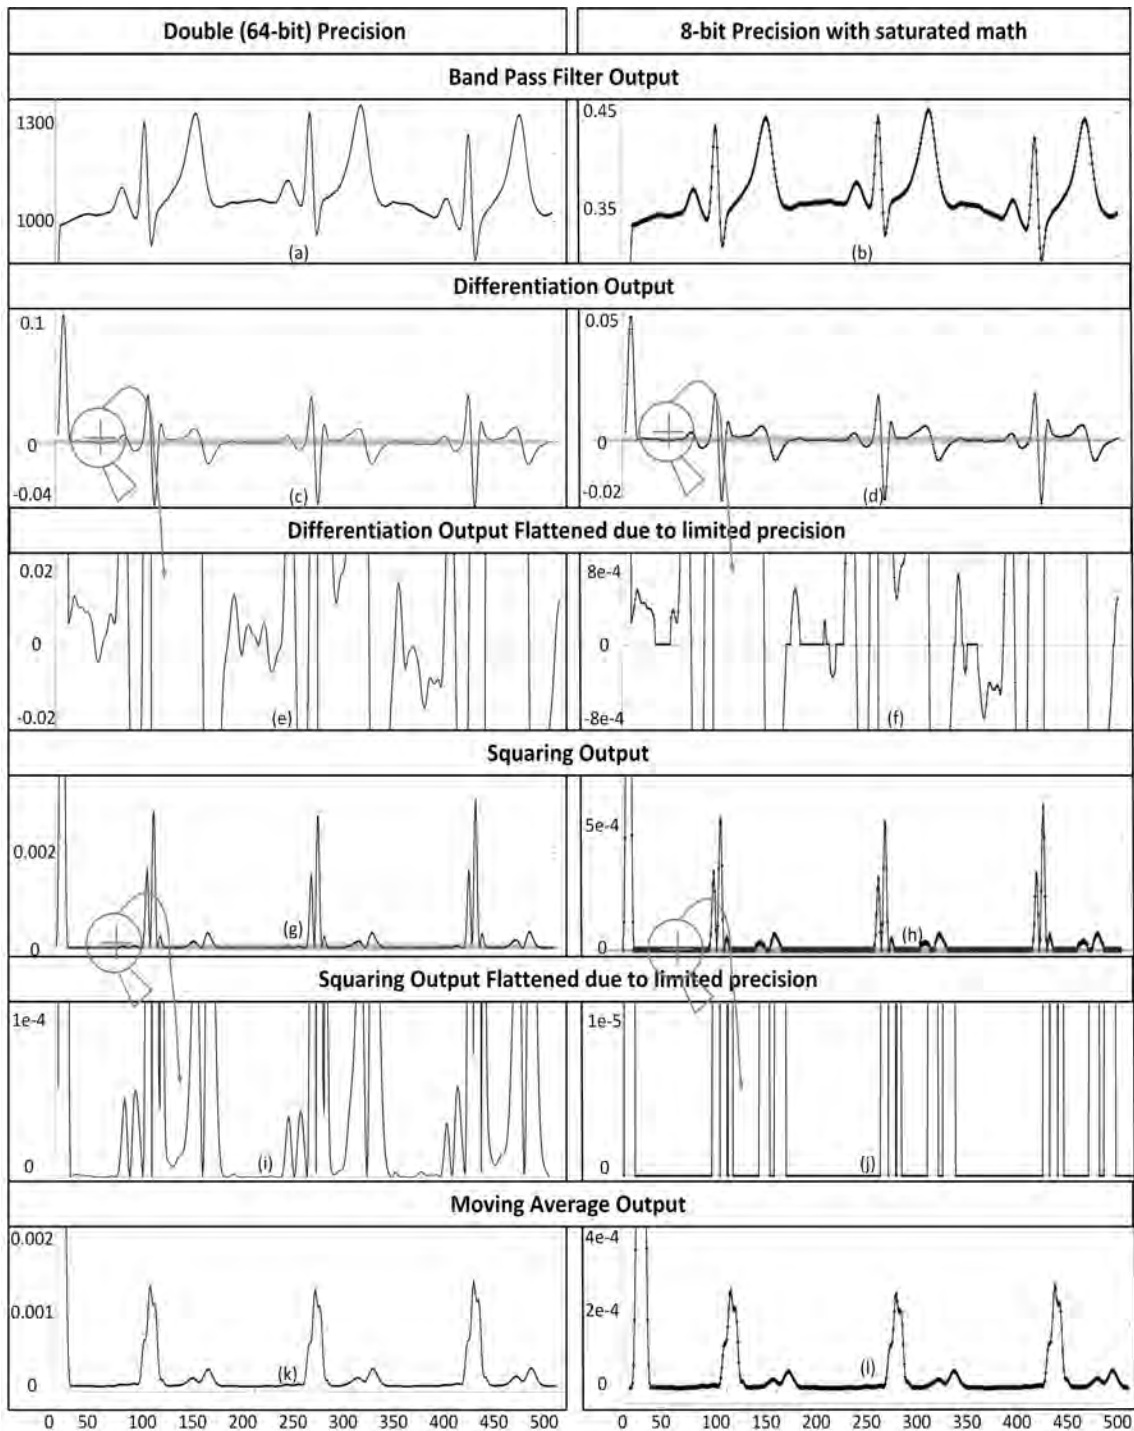 Double (64-bit) Precision
8-bit Precision with saturated math
Band Pass Filter Output
1300
1000
(a)
0.45
0.35
(b)
Differentiation Output
0.1
0
-0.04
(c)
0.05
0
-0.02
(d)
Differentiation Output Flattened due to limited precision
0.02
0
-0.02
(e)
8e-4
0
-8e-4
(f)
Squaring Output
0.002
0
(g)
5e-4
0
(h)
Squaring Output Flattened due to limited precision
1e-4
0
(i)
1e-5
0
(j)
Moving Average Output
0.002
0.001
0
(k)
4e-4
2e-4
0
(l)
0 50 100 150 200 250 300 350 400 450 500
0 50 100 150 200 250 300 350 400 450 500